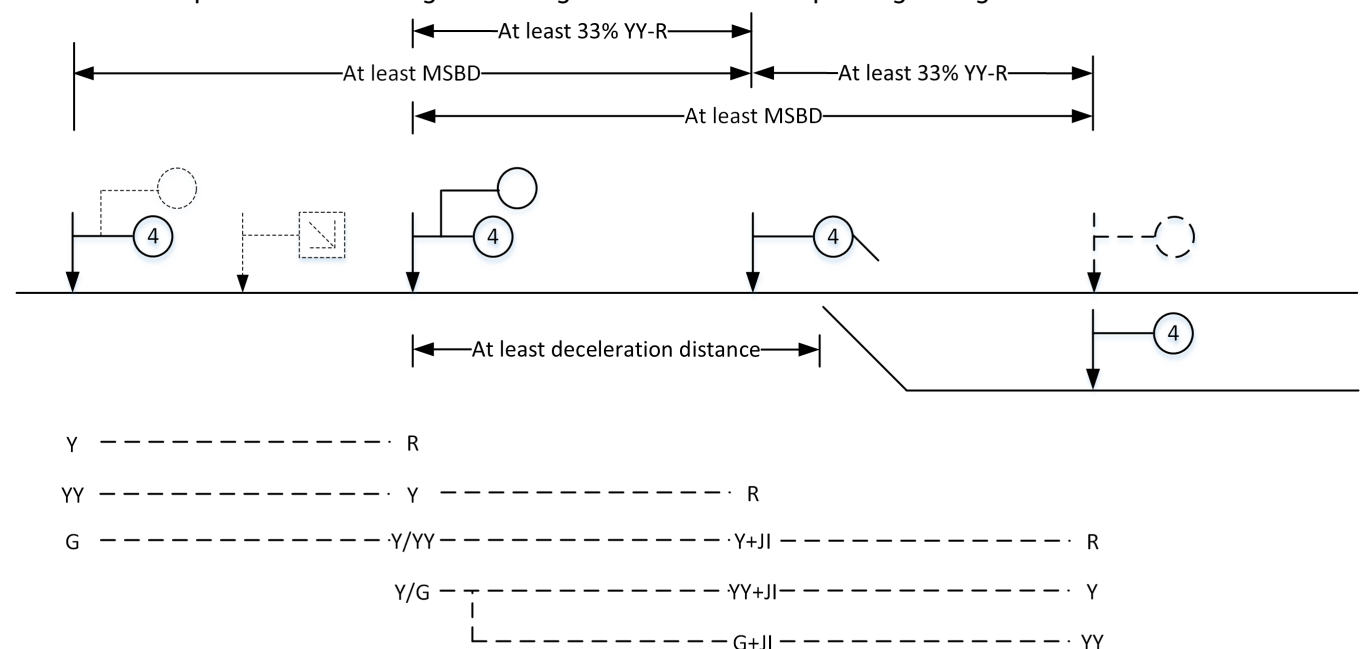 At least 33% YY-R
At least MSBD
At least 33% YY-R
At least MSBD
4
4
4
4
At least deceleration distance
Y R
YY Y R
G Y/YY Y+JI R
Y/G YY+JI Y
G+JI YY